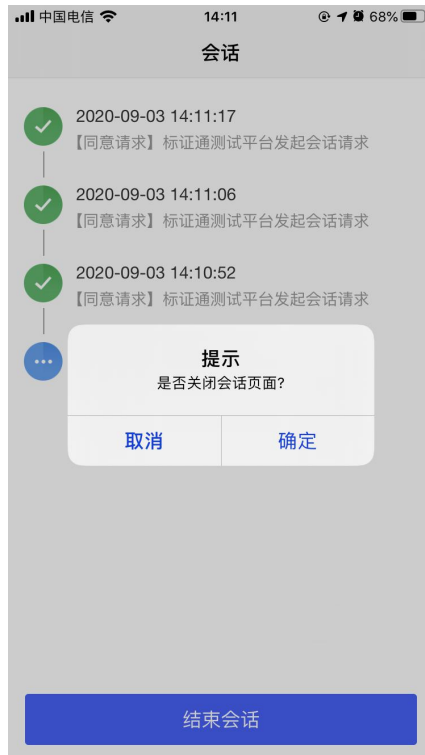 中国电信 14:11 68%
会话
2020-09-03 14:11:17
【同意请求】标证通测试平台发起会话请求
2020-09-03 14:11:06
【同意请求】标证通测试平台发起会话请求
2020-09-03 14:10:52
【同意请求】标证通测试平台发起会话请求
提示
是否关闭会话页面?
取消 确定
结束会话